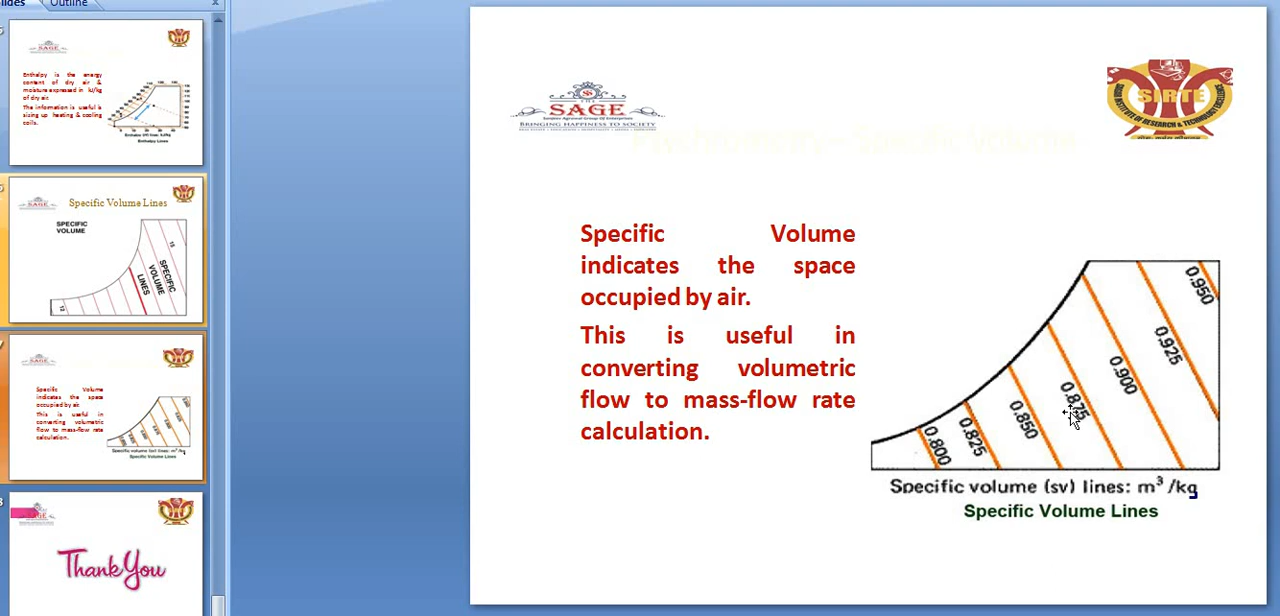 Slides
Outline
SAGE
Enthalpy is the energy
content of dry air &
moisture expressed in kJ/kg
of dry air
The information is useful is
sizing up heating & cooling
coils.
Enthalpy Lines
Specific Volume Lines
SPECIFIC
VOLUME
SPECIFIC
VOLUME
LINES
SAGE
Specific Volume
indicates the space
occupied by air.
This is useful in
converting volumetric
flow to mass-flow rate
calculation.
Specific volume (sv) lines: m³/kg
Specific Volume Lines
Thank You
THE
SAGE
BRINGING HAPPINESS TO SOCIETY
SIRTE
Psychrometry – Specific Volume
Specific Volume
indicates the space
occupied by air.
This is useful in
converting volumetric
flow to mass-flow rate
calculation.
0.800
0.825
0.850
0.875
0.900
0.925
0.950
Specific volume (sv) lines: m³/kg
Specific Volume Lines